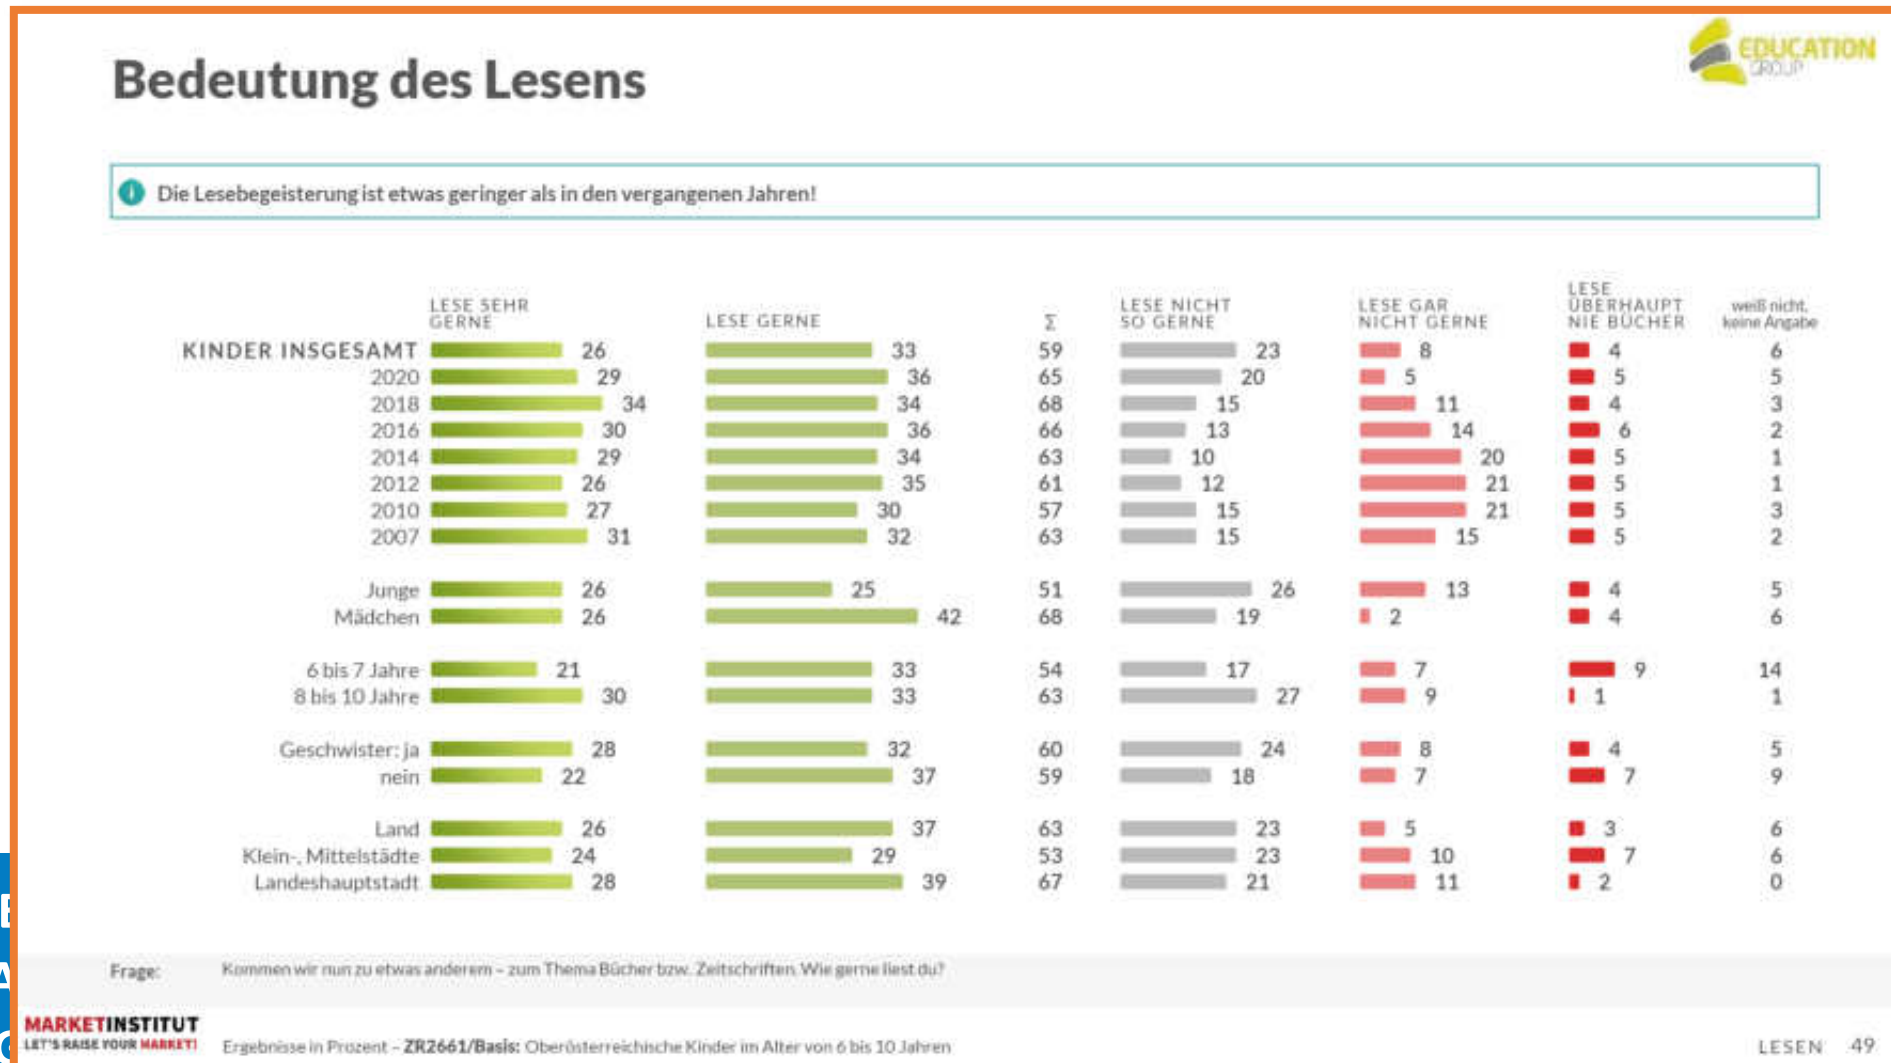 EDUCATION
GROUP
Bedeutung des Lesens
i Die Lesebegeisterung ist etwas geringer als in den vergangenen Jahren!
LESE SEHR GERNE LESE GERNE Σ LESE NICHT SO GERNE LESE GAR NICHT GERNE LESE ÜBERHAUPT NIE BÜCHER weiß nicht, keine Angabe
KINDER INSGESAMT 26 33 59 23 8 4 6
2020 29 36 65 20 5 5 5
2018 34 34 68 15 11 4 3
2016 30 36 66 13 14 6 2
2014 29 34 63 10 20 5 1
2012 26 35 61 12 21 5 1
2010 27 30 57 15 21 5 3
2007 31 32 63 15 15 5 2
Junge 26 25 51 26 13 4 5
Mädchen 26 42 68 19 2 4 6
6 bis 7 Jahre 21 33 54 17 7 9 14
8 bis 10 Jahre 30 33 63 27 9 1 1
Geschwister: ja 28 32 60 24 8 4 5
nein 22 37 59 18 7 7 9
Land 26 37 63 23 5 3 6
Klein-, Mittelstädte 24 29 53 23 10 7 6
Landeshauptstadt 28 39 67 21 11 2 0
Frage: Kommen wir nun zu etwas anderem – zum Thema Bücher bzw. Zeitschriften. Wie gerne liest du?
MARKETINSTITUT
LET'S RAISE YOUR MARKET!
Ergebnisse in Prozent – ZR2661/Basis: Oberösterreichische Kinder im Alter von 6 bis 10 Jahren
LESEN 49